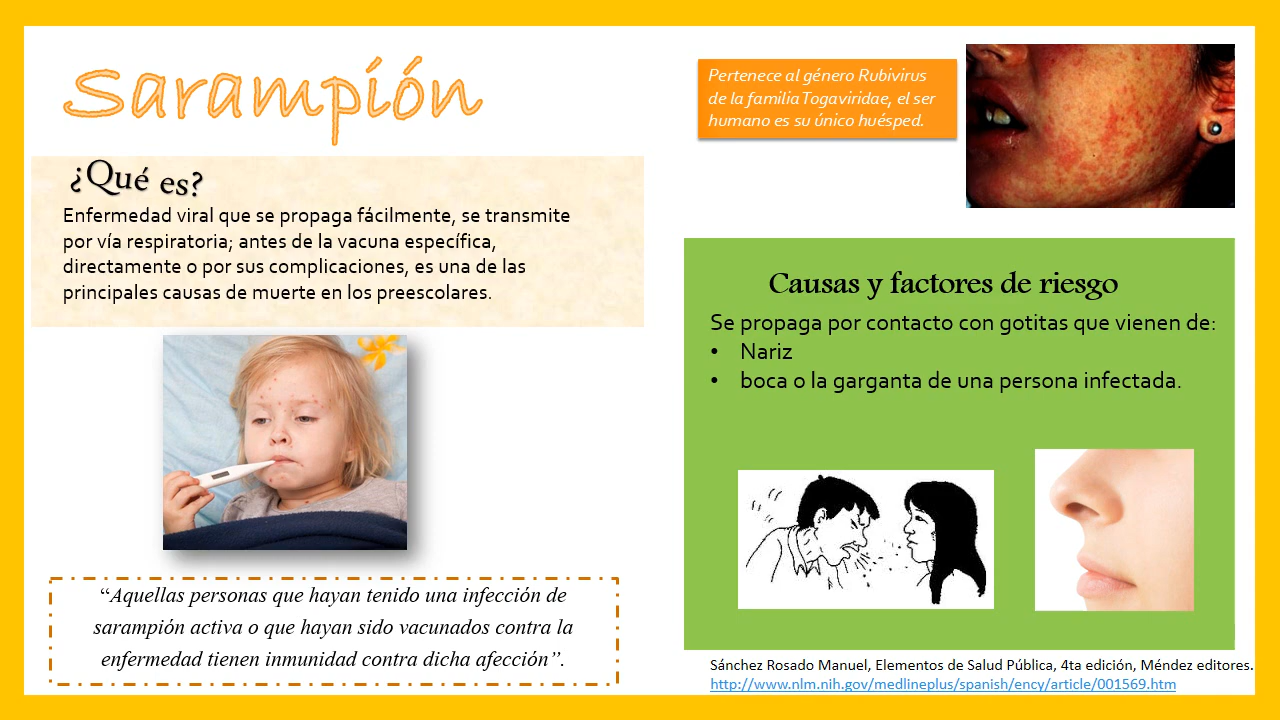 Sarampión
¿Qué es?
Enfermedad viral que se propaga fácilmente, se transmite
por vía respiratoria; antes de la vacuna específica,
directamente o por sus complicaciones, es una de las
principales causas de muerte en los preescolares.
“Aquellas personas que hayan tenido una infección de
sarampión activa o que hayan sido vacunados contra la
enfermedad tienen inmunidad contra dicha afección”.
Pertenece al género Rubivirus
de la familia Togaviridae, el ser
humano es su único huésped.
Causas y factores de riesgo
Se propaga por contacto con gotitas que vienen de:
• Nariz
• boca o la garganta de una persona infectada.
Sánchez Rosado Manuel, Elementos de Salud Pública, 4ta edición, Méndez editores.
http://www.nlm.nih.gov/medlineplus/spanish/ency/article/001569.htm